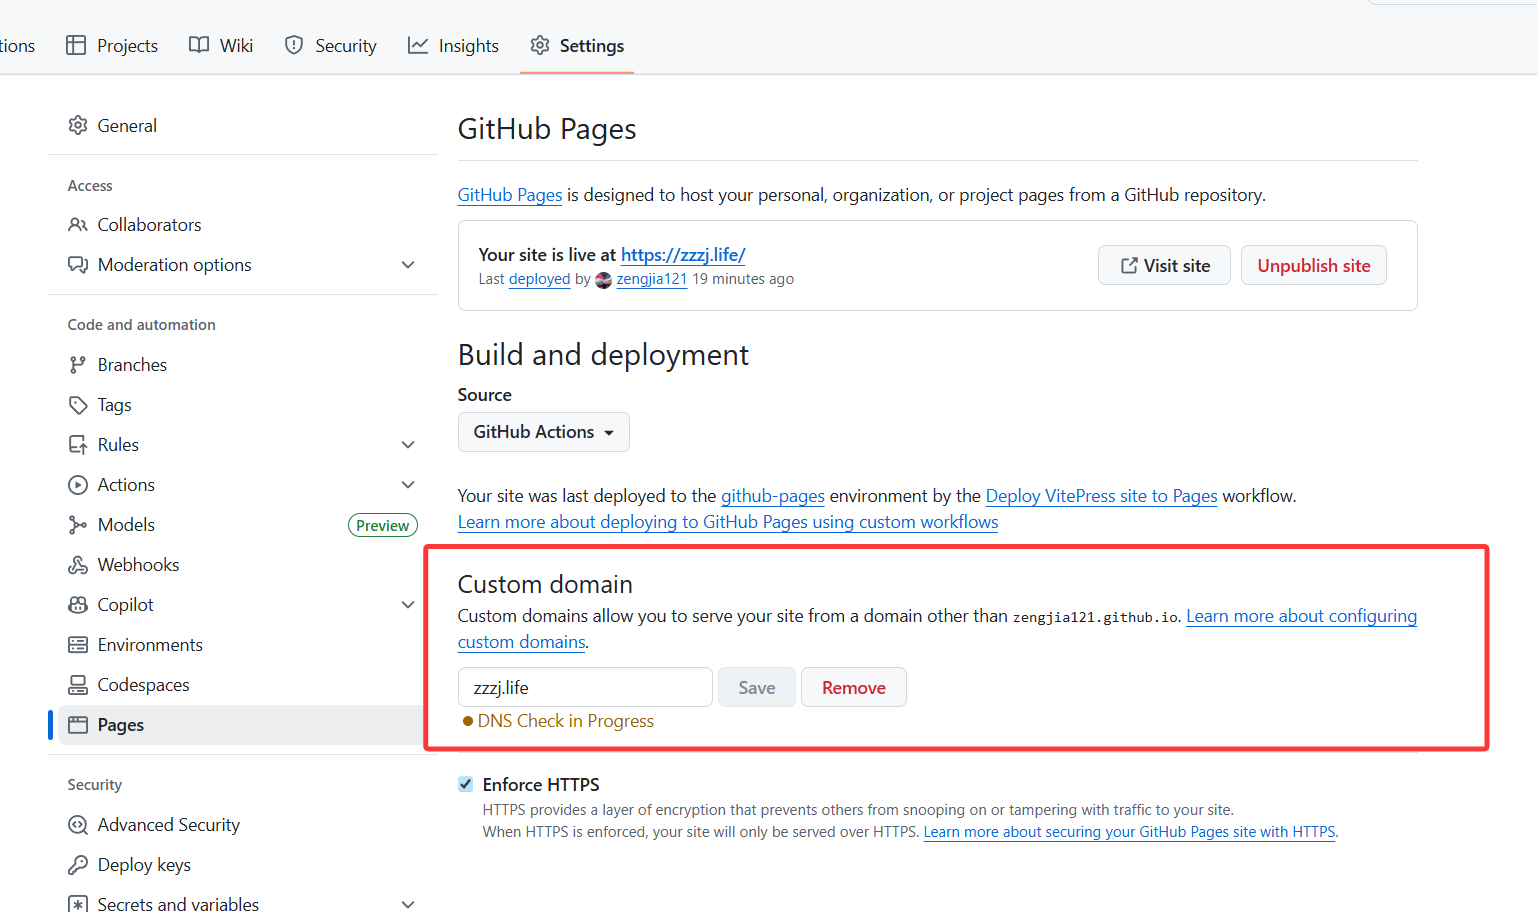 tions Projects Wiki Security Insights Settings
General
Access
Collaborators
Moderation options
Code and automation
Branches
Tags
Rules
Actions
Models Preview
Webhooks
Copilot
Environments
Codespaces
Pages
Security
Advanced Security
Deploy keys
Secrets and variables
GitHub Pages
GitHub Pages is designed to host your personal, organization, or project pages from a GitHub repository.
Your site is live at https://zzzj.life/
Last deployed by zengjia121 19 minutes ago
Visit site Unpublish site
Build and deployment
Source
GitHub Actions
Your site was last deployed to the github-pages environment by the Deploy VitePress site to Pages workflow.
Learn more about deploying to GitHub Pages using custom workflows
Custom domain
Custom domains allow you to serve your site from a domain other than zengjia121.github.io. Learn more about configuring
custom domains.
zzzj.life Save Remove
DNS Check in Progress
Enforce HTTPS
HTTPS provides a layer of encryption that prevents others from snooping on or tampering with traffic to your site.
When HTTPS is enforced, your site will only be served over HTTPS. Learn more about securing your GitHub Pages site with HTTPS.